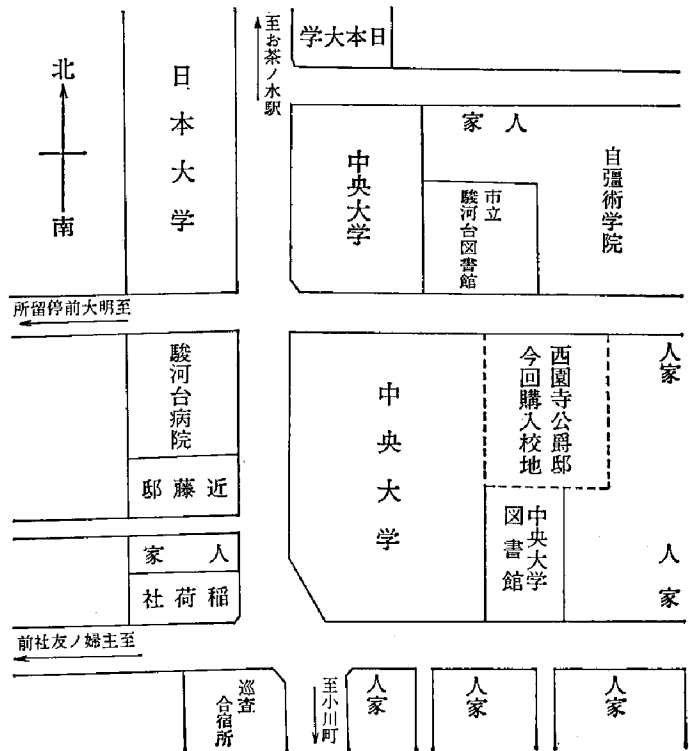 北
南
日本大学
至お茶ノ水駅
日本大学
中央大学
人家
市立
駿河台図書館
自彊術学院
至明大前停留所
駿河台病院
近藤邸
人家
稲荷社
中央大学
西園寺公爵邸
今回購入校地
人家
中央大学
図書館
人家
至主婦ノ友社前
巡査
合宿所
至小川町
人家
人家
人家